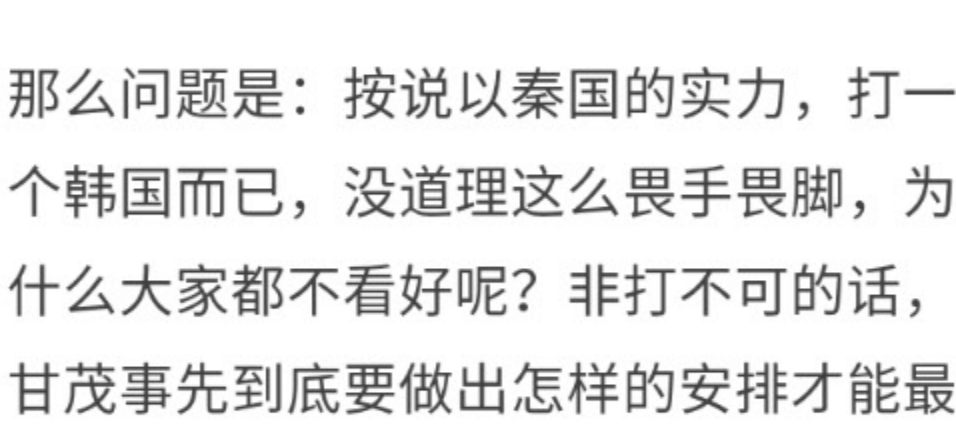 那么问题是：按说以秦国的实力，打一
个韩国而已，没道理这么畏手畏脚，为
什么大家都不看好呢？非打不可的话，
甘茂事先到底要做出怎样的安排才能最